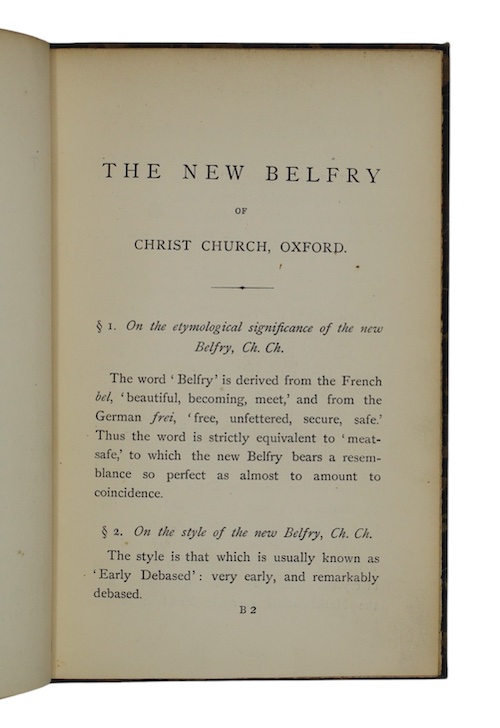 THE NEW BELFRY
OF
CHRIST CHURCH, OXFORD.
§ 1. On the etymological significance of the new
Belfry, Ch. Ch.
The word ‘Belfry’ is derived from the French
bel, ‘beautiful, becoming, meet,’ and from the
German frei, ‘free, unfettered, secure, safe.’
Thus the word is strictly equivalent to ‘meat-
safe,’ to which the new Belfry bears a resem-
blance so perfect as almost to amount to
coincidence.
§ 2. On the style of the new Belfry, Ch. Ch.
The style is that which is usually known as
‘Early Debased’: very early, and remarkably
debased.
B 2